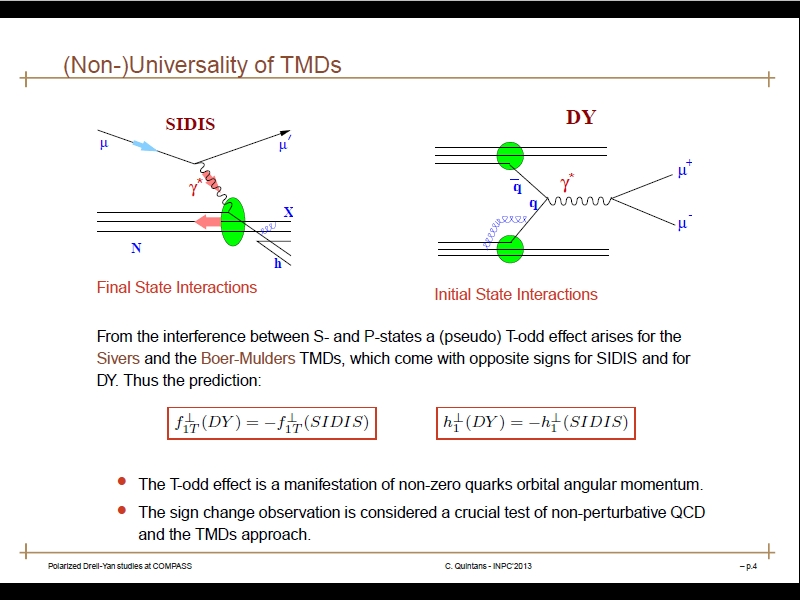 (Non-)Universality of TMDs
SIDIS
μ
μ′
γ*
X
N
h
Final State Interactions
DY
μ+
q̅
γ*
q
μ-
Initial State Interactions
From the interference between S- and P-states a (pseudo) T-odd effect arises for the
Sivers and the Boer-Mulders TMDs, which come with opposite signs for SIDIS and for
DY. Thus the prediction:
f⊥1T(DY) = −f⊥1T(SIDIS)
h⊥1(DY) = −h⊥1(SIDIS)
• The T-odd effect is a manifestation of non-zero quarks orbital angular momentum.
• The sign change observation is considered a crucial test of non-perturbative QCD
and the TMDs approach.
Polarized Drell-Yan studies at COMPASS
C. Quintans - INPC'2013
– p.4